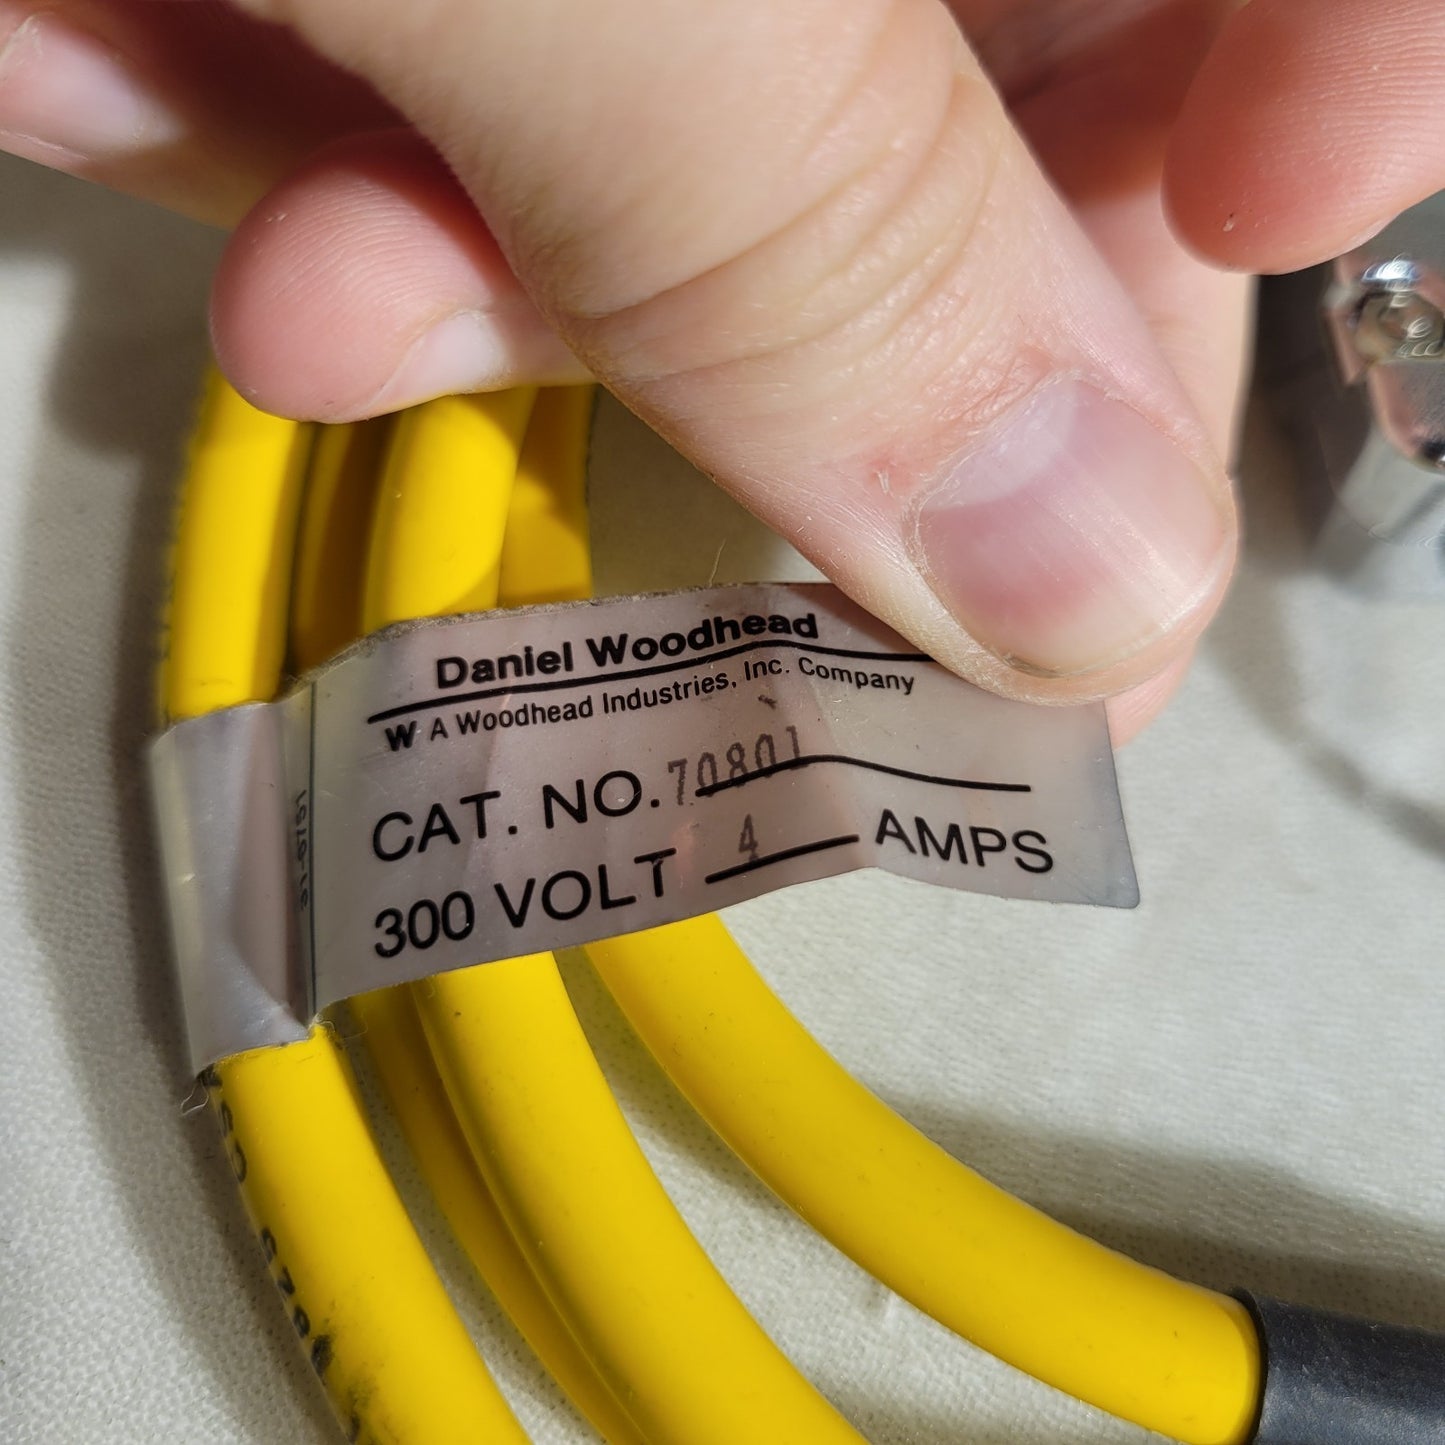 Daniel Woodhead
W A Woodhead Industries, Inc. Company
CAT. NO. 70801
300 VOLT 4 AMPS